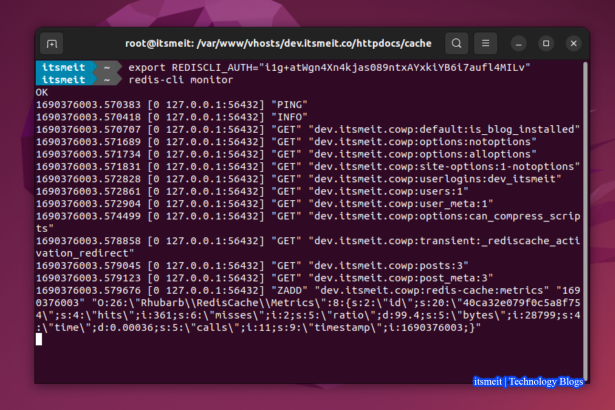 root@itsmeit: /var/www/vhosts/dev.itsmeit.co/httpdocs/cache
itsmeit ~ export REDISCLI_AUTH="i1g+atWgn4Xn4kjas089ntxAYxkiYB6i7aufl4MILv"
itsmeit ~ redis-cli monitor
OK
1690376003.570383 [0 127.0.0.1:56432] "PING"
1690376003.570418 [0 127.0.0.1:56432] "INFO"
1690376003.570707 [0 127.0.0.1:56432] "GET" "dev.itsmeit.cowp:default:is_blog_installed"
1690376003.571689 [0 127.0.0.1:56432] "GET" "dev.itsmeit.cowp:options:notoptions"
1690376003.571734 [0 127.0.0.1:56432] "GET" "dev.itsmeit.cowp:options:alloptions"
1690376003.571831 [0 127.0.0.1:56432] "GET" "dev.itsmeit.cowp:site-options:1-notoptions"
1690376003.572828 [0 127.0.0.1:56432] "GET" "dev.itsmeit.cowp:userlogins:dev_itsmeit"
1690376003.572861 [0 127.0.0.1:56432] "GET" "dev.itsmeit.cowp:users:1"
1690376003.572904 [0 127.0.0.1:56432] "GET" "dev.itsmeit.cowp:user_meta:1"
1690376003.574499 [0 127.0.0.1:56432] "GET" "dev.itsmeit.cowp:options:can_compress_scrip
ts"
1690376003.578858 [0 127.0.0.1:56432] "GET" "dev.itsmeit.cowp:transient:_rediscache_acti
vation_redirect"
1690376003.579045 [0 127.0.0.1:56432] "GET" "dev.itsmeit.cowp:posts:3"
1690376003.579123 [0 127.0.0.1:56432] "GET" "dev.itsmeit.cowp:post_meta:3"
1690376003.579676 [0 127.0.0.1:56432] "ZADD" "dev.itsmeit.cowp:redis-cache:metrics" "169
0376003" "O:26:\"Rhubarb\\RedisCache\\Metrics\":8:{s:2:\"id\";s:20:\"40ca32e079f0c5a8f75
4\";s:4:\"hits\";i:361;s:6:\"misses\";i:2;s:5:\"ratio\";d:99.4;s:5:\"bytes\";i:28799;s:4
:\"time\";d:0.00036;s:5:\"calls\";i:11;s:9:\"timestamp\";i:1690376003;}"
itsmeit | Technology Blogs